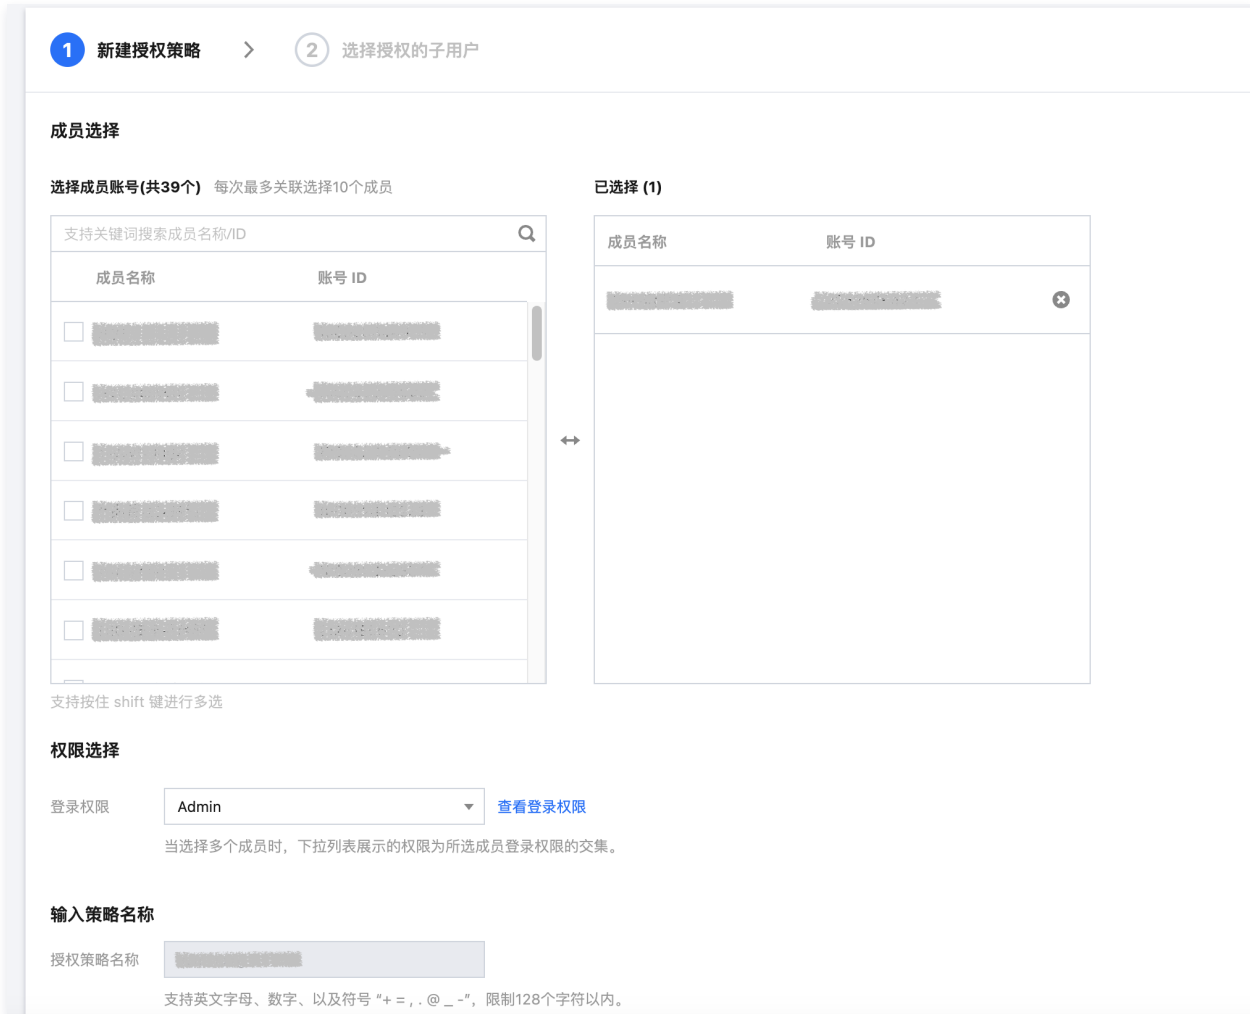 1 新建授权策略 2 选择授权的子用户
成员选择
选择成员账号(共39个) 每次最多关联选择10个成员
已选择 (1)
支持关键词搜索成员名称/ID
成员名称 账号 ID
成员名称 账号 ID
支持按住 shift 键进行多选
权限选择
登录权限 Admin 查看登录权限
当选择多个成员时，下拉列表展示的权限为所选成员登录权限的交集。
输入策略名称
授权策略名称
支持英文字母、数字、以及符号 “+ = , . @ _ -”，限制128个字符以内。